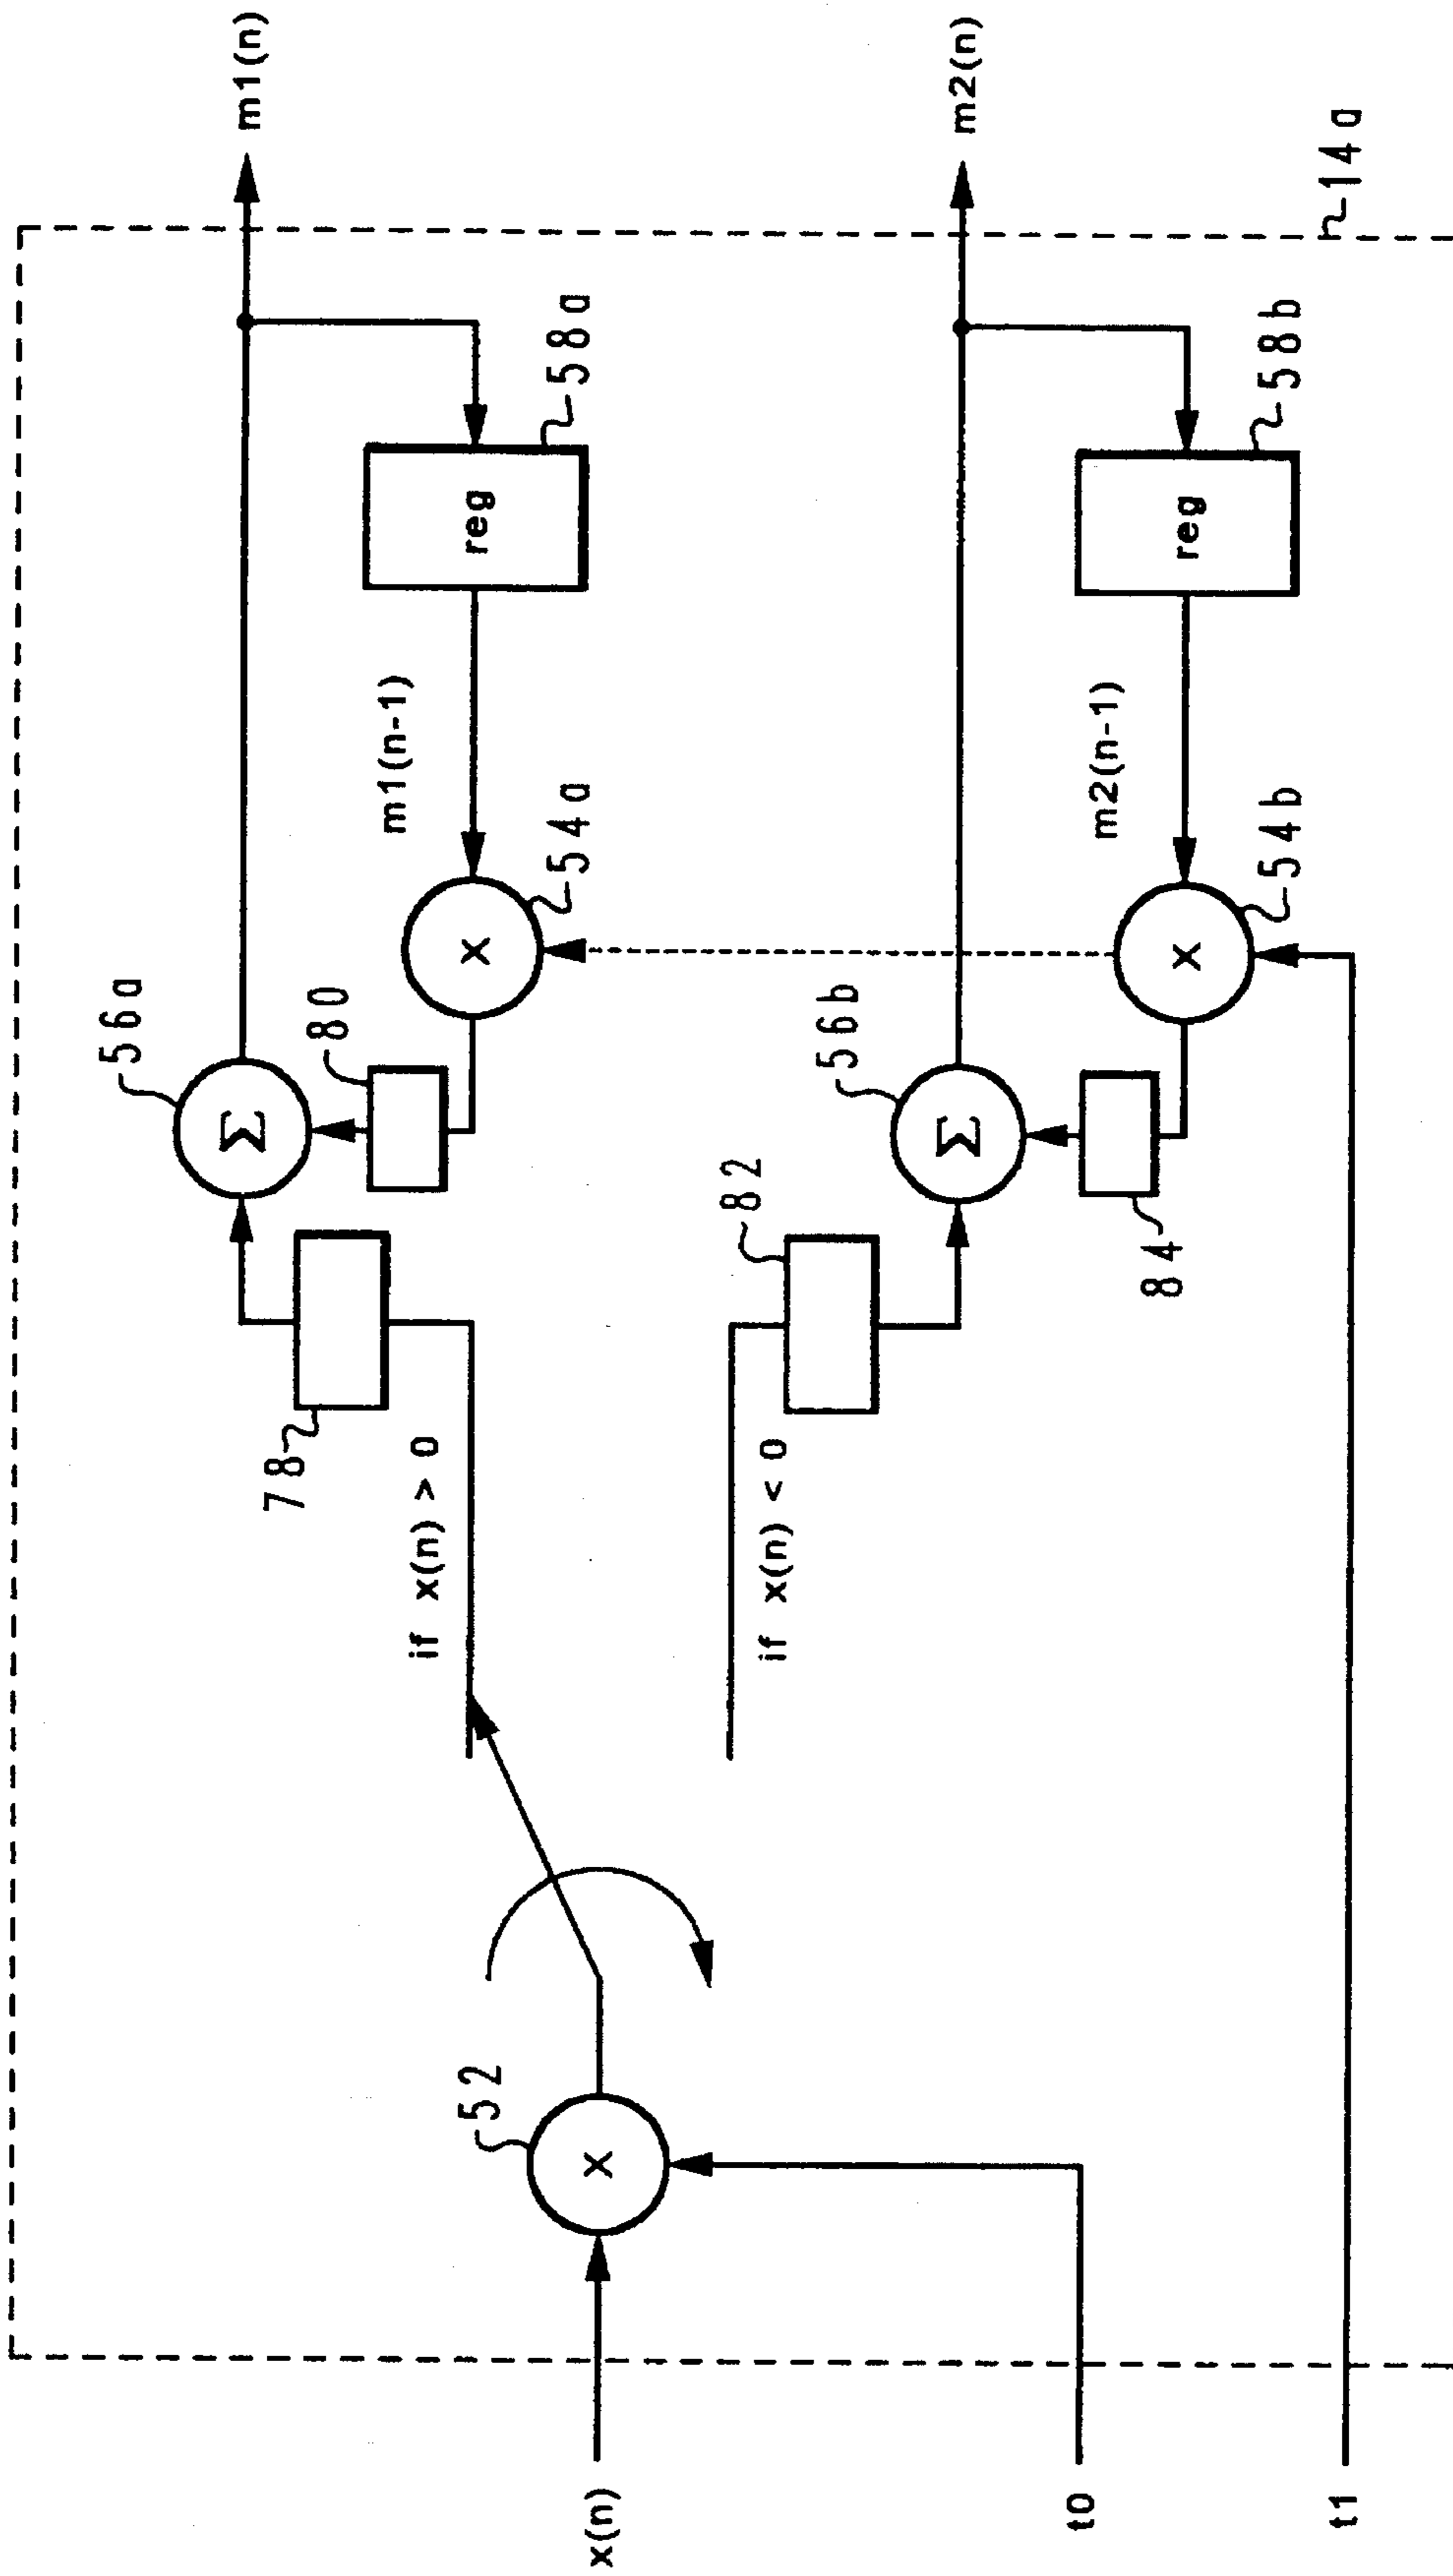 x(n)
t0
t1
52
x
if x(n) > 0
if x(n) < 0
78
82
56a
Σ
80
x
54a
m1(n-1)
reg
58a
m1(n)
56b
Σ
84
x
54b
m2(n-1)
reg
58b
m2(n)
14a